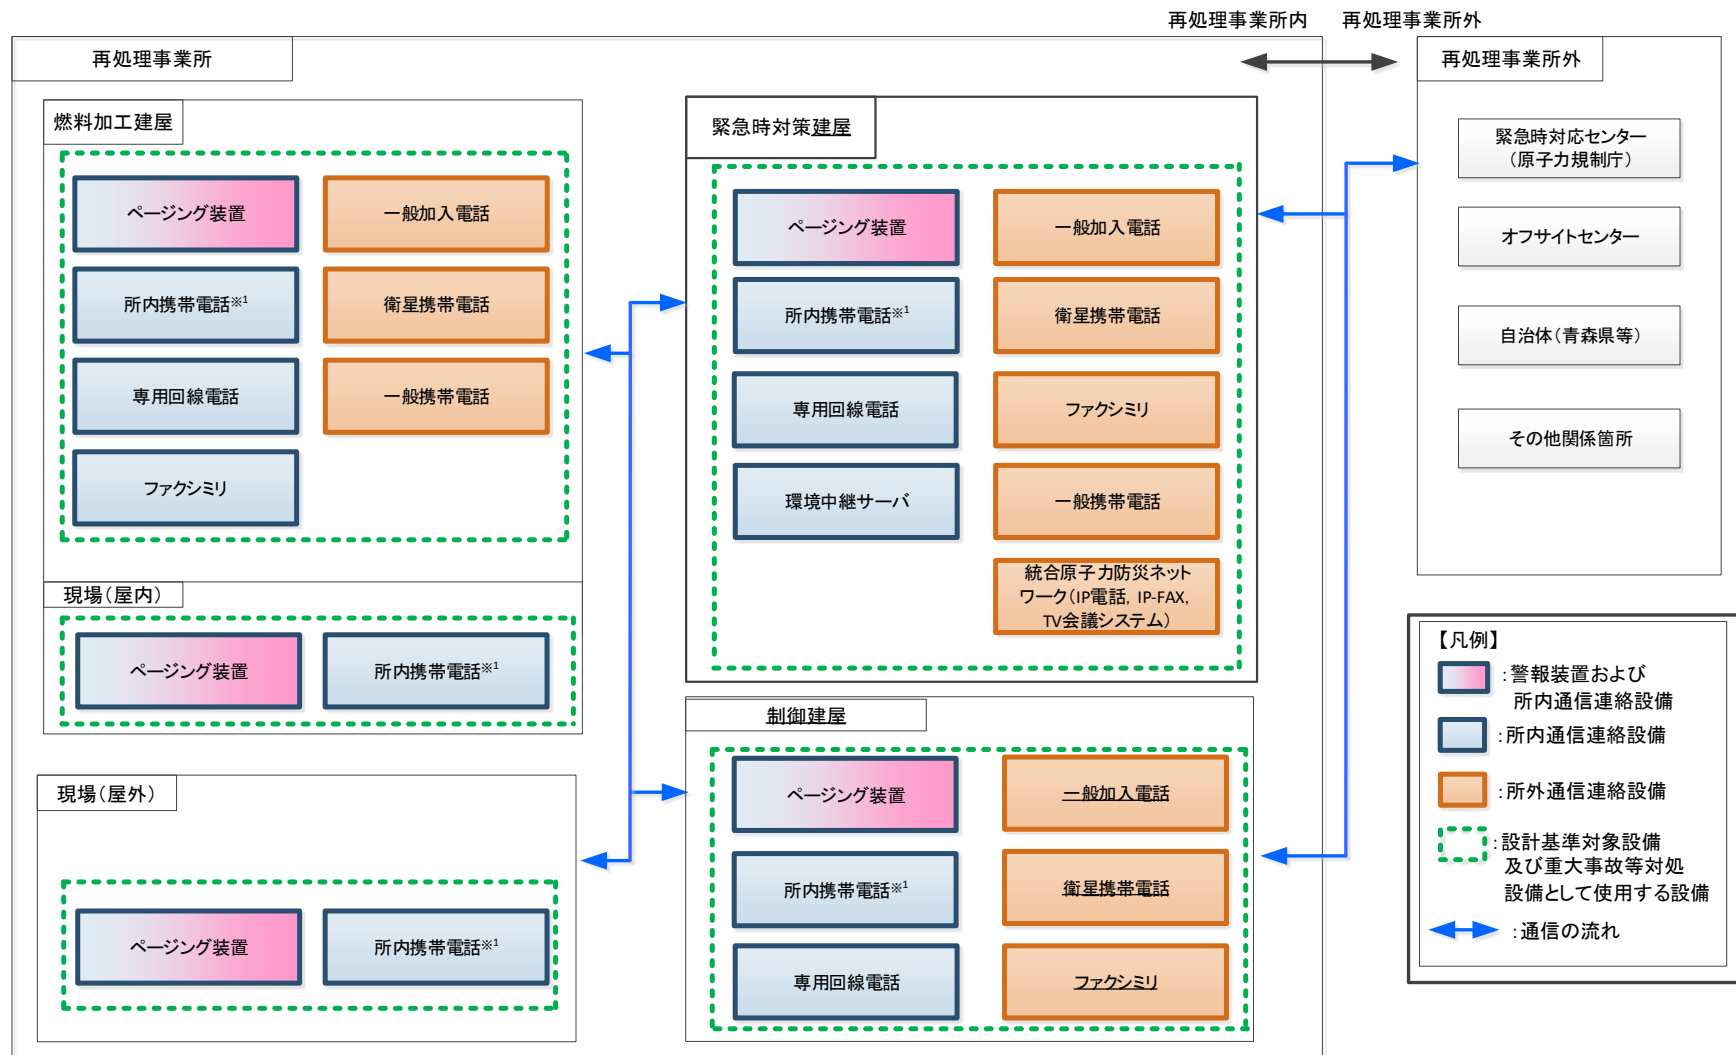 再処理事業所内
再処理事業所外
再処理事業所
燃料加工建屋
ページング装置
一般加入電話
所内携帯電話※1
衛星携帯電話
専用回線電話
一般携帯電話
ファクシミリ
現場(屋内)
ページング装置
所内携帯電話※1
現場(屋外)
ページング装置
所内携帯電話※1
緊急時対策建屋
ページング装置
一般加入電話
所内携帯電話※1
衛星携帯電話
専用回線電話
ファクシミリ
環境中継サーバ
一般携帯電話
統合原子力防災ネット
ワーク(IP電話, IP-FAX,
TV会議システム)
制御建屋
ページング装置
一般加入電話
所内携帯電話※1
衛星携帯電話
専用回線電話
ファクシミリ
再処理事業所外
緊急時対応センター
(原子力規制庁)
オフサイトセンター
自治体(青森県等)
その他関係箇所
【凡例】
:警報装置および
所内通信連絡設備
:所内通信連絡設備
:所外通信連絡設備
:設計基準対象設備
及び重大事故等対処
設備として使用する設備
:通信の流れ